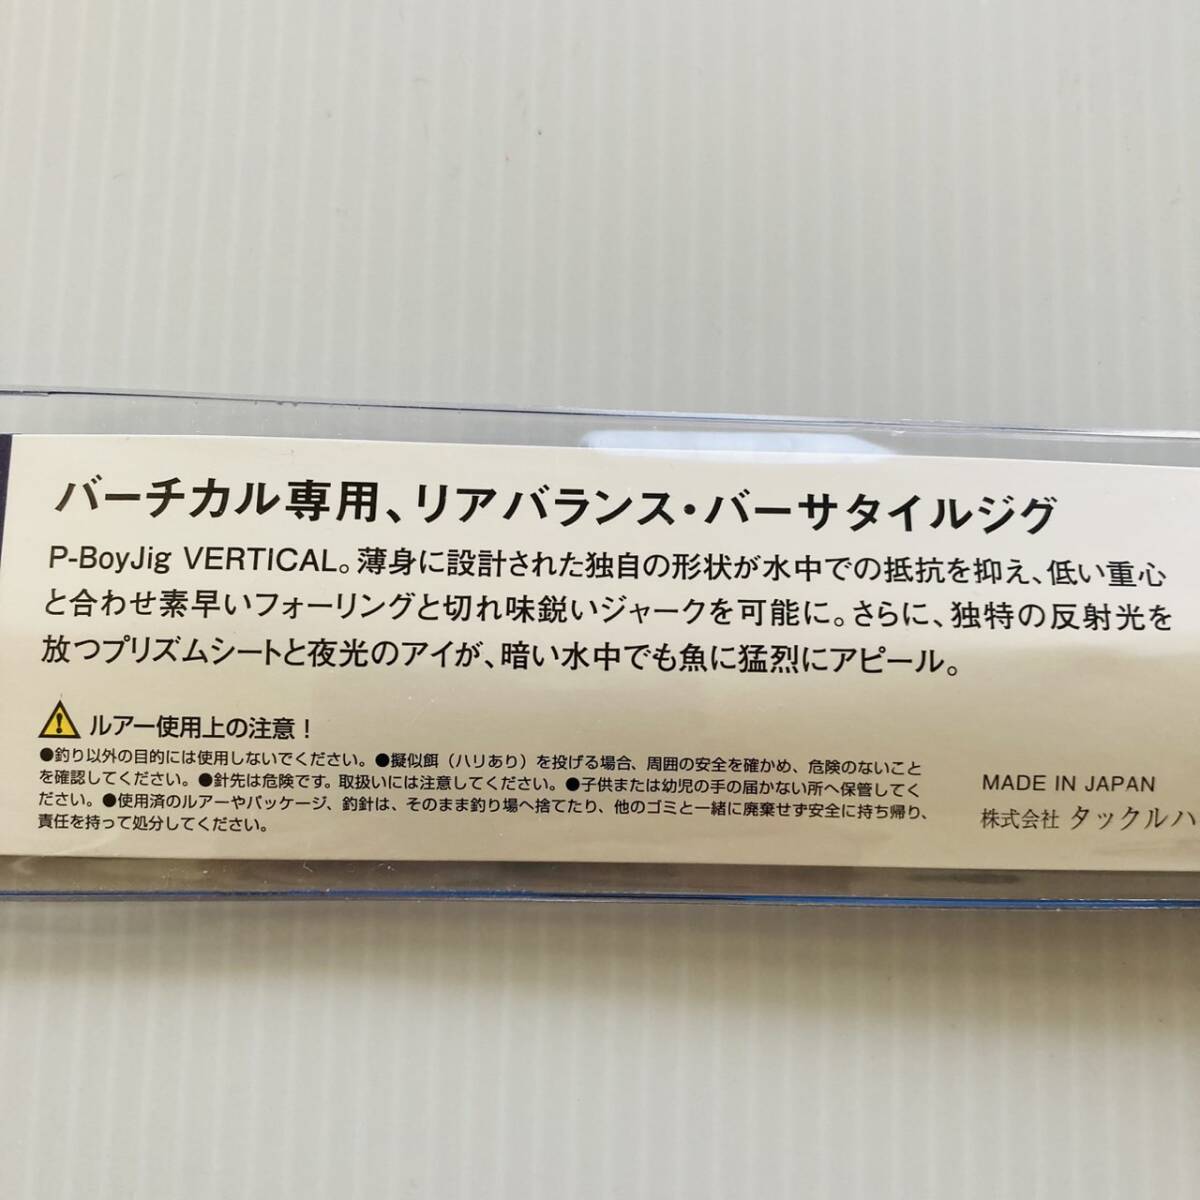 バーチカル専用、リアバランス・バーサタイルジグ
P-BoyJig VERTICAL。薄身に設計された独自の形状が水中での抵抗を抑え、低い重心
と合わせ素早いフォーリングと切れ味鋭いジャークを可能に。さらに、独特の反射光を
放つプリズムシートと夜光のアイが、暗い水中でも魚に猛烈にアピール。
ルアー使用上の注意！
●釣り以外の目的には使用しないでください。●擬似餌（ハリあり）を投げる場合、周囲の安全を確かめ、危険のないこと
を確認してください。●針先は危険です。取扱いには注意してください。●子供または幼児の手の届かない所へ保管してく
ださい。●使用済のルアーやパッケージ、釣針は、そのまま釣り場へ捨てたり、他のゴミと一緒に廃棄せず安全に持ち帰り、
責任を持って処分してください。
MADE IN JAPAN
株式会社 タックルハ